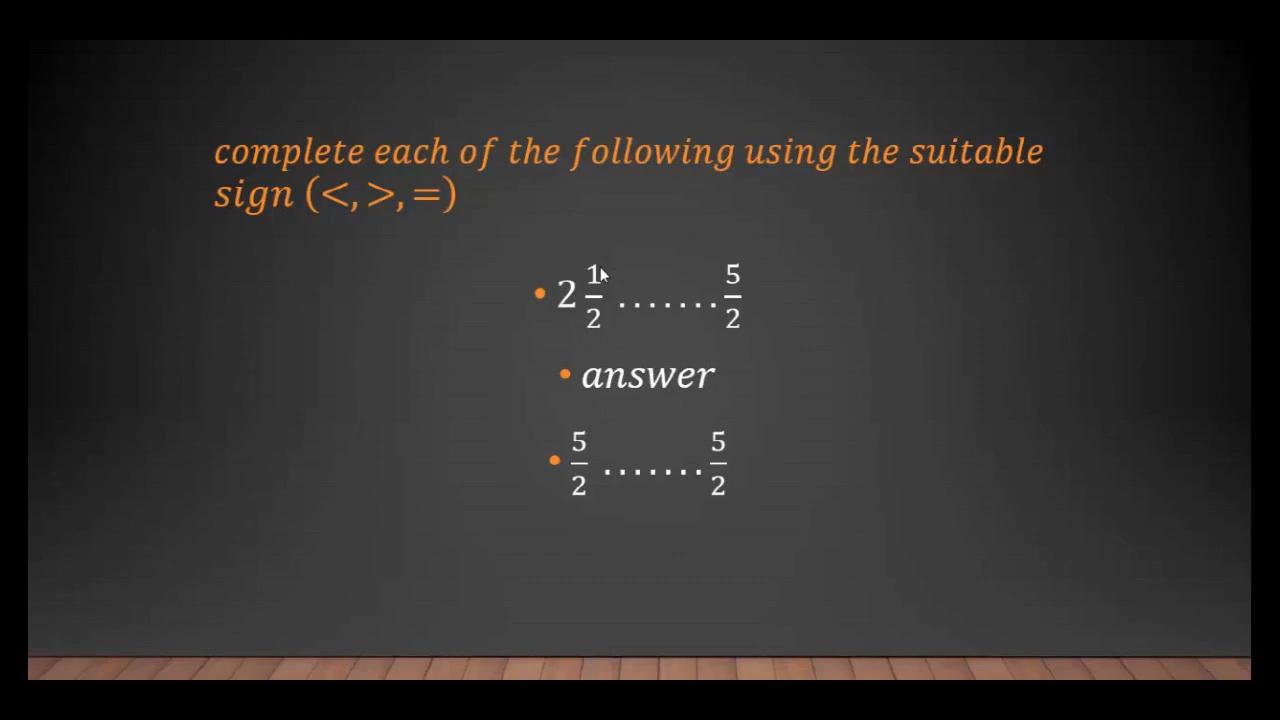 complete each of the following using the suitable
sign (<, >, =)
• 2 1/2 ....... 5/2
• answer
• 5/2 ....... 5/2